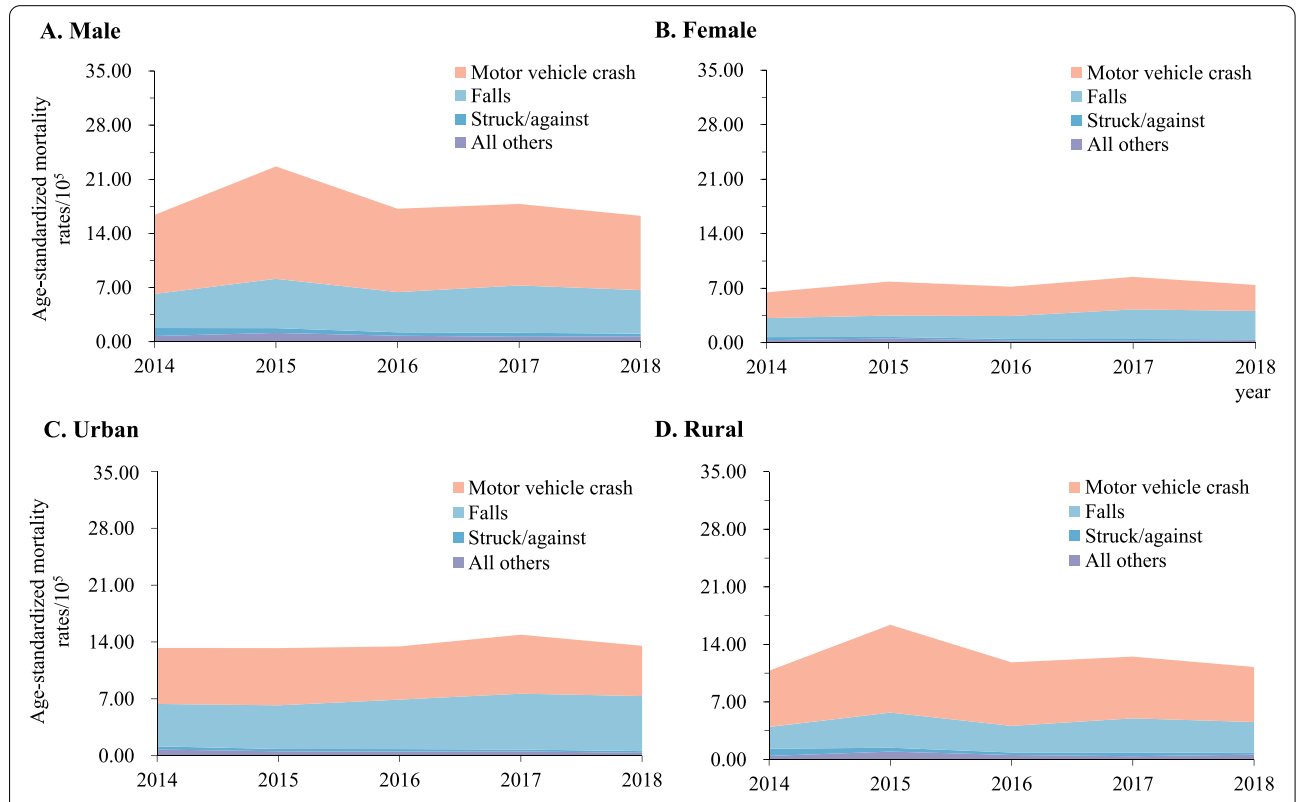 A. Male
Motor vehicle crash
Falls
Struck/against
All others
Age-standardized mortality
rates/10⁵
35.00
28.00
21.00
14.00
7.00
0.00
2014 2015 2016 2017 2018
B. Female
Motor vehicle crash
Falls
Struck/against
All others
35.00
28.00
21.00
14.00
7.00
0.00
2014 2015 2016 2017 2018
year
C. Urban
Motor vehicle crash
Falls
Struck/against
All others
Age-standardized mortality
rates/10⁵
35.00
28.00
21.00
14.00
7.00
0.00
2014 2015 2016 2017 2018
D. Rural
Motor vehicle crash
Falls
Struck/against
All others
35.00
28.00
21.00
14.00
7.00
0.00
2014 2015 2016 2017 2018